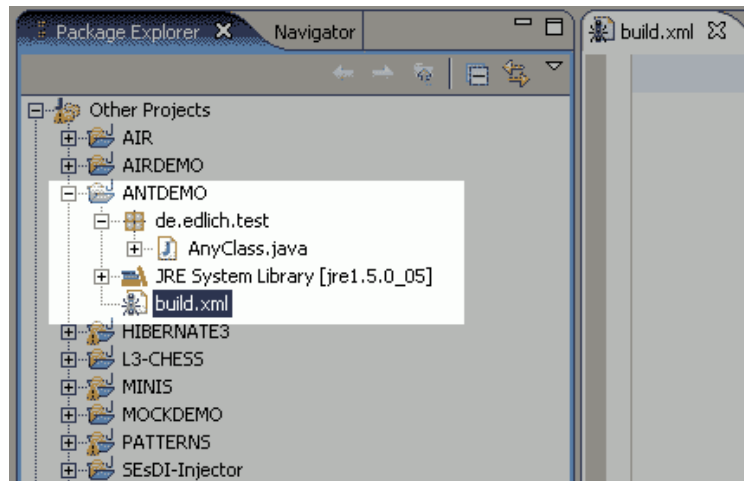 Package Explorer Navigator build.xml
Other Projects
AIR
AIRDEMO
ANTDEMO
de.edlich.test
AnyClass.java
JRE System Library [jre1.5.0_05]
build.xml
HIBERNATE3
L3-CHESS
MINIS
MOCKDEMO
PATTERNS
SEsDI-Injector